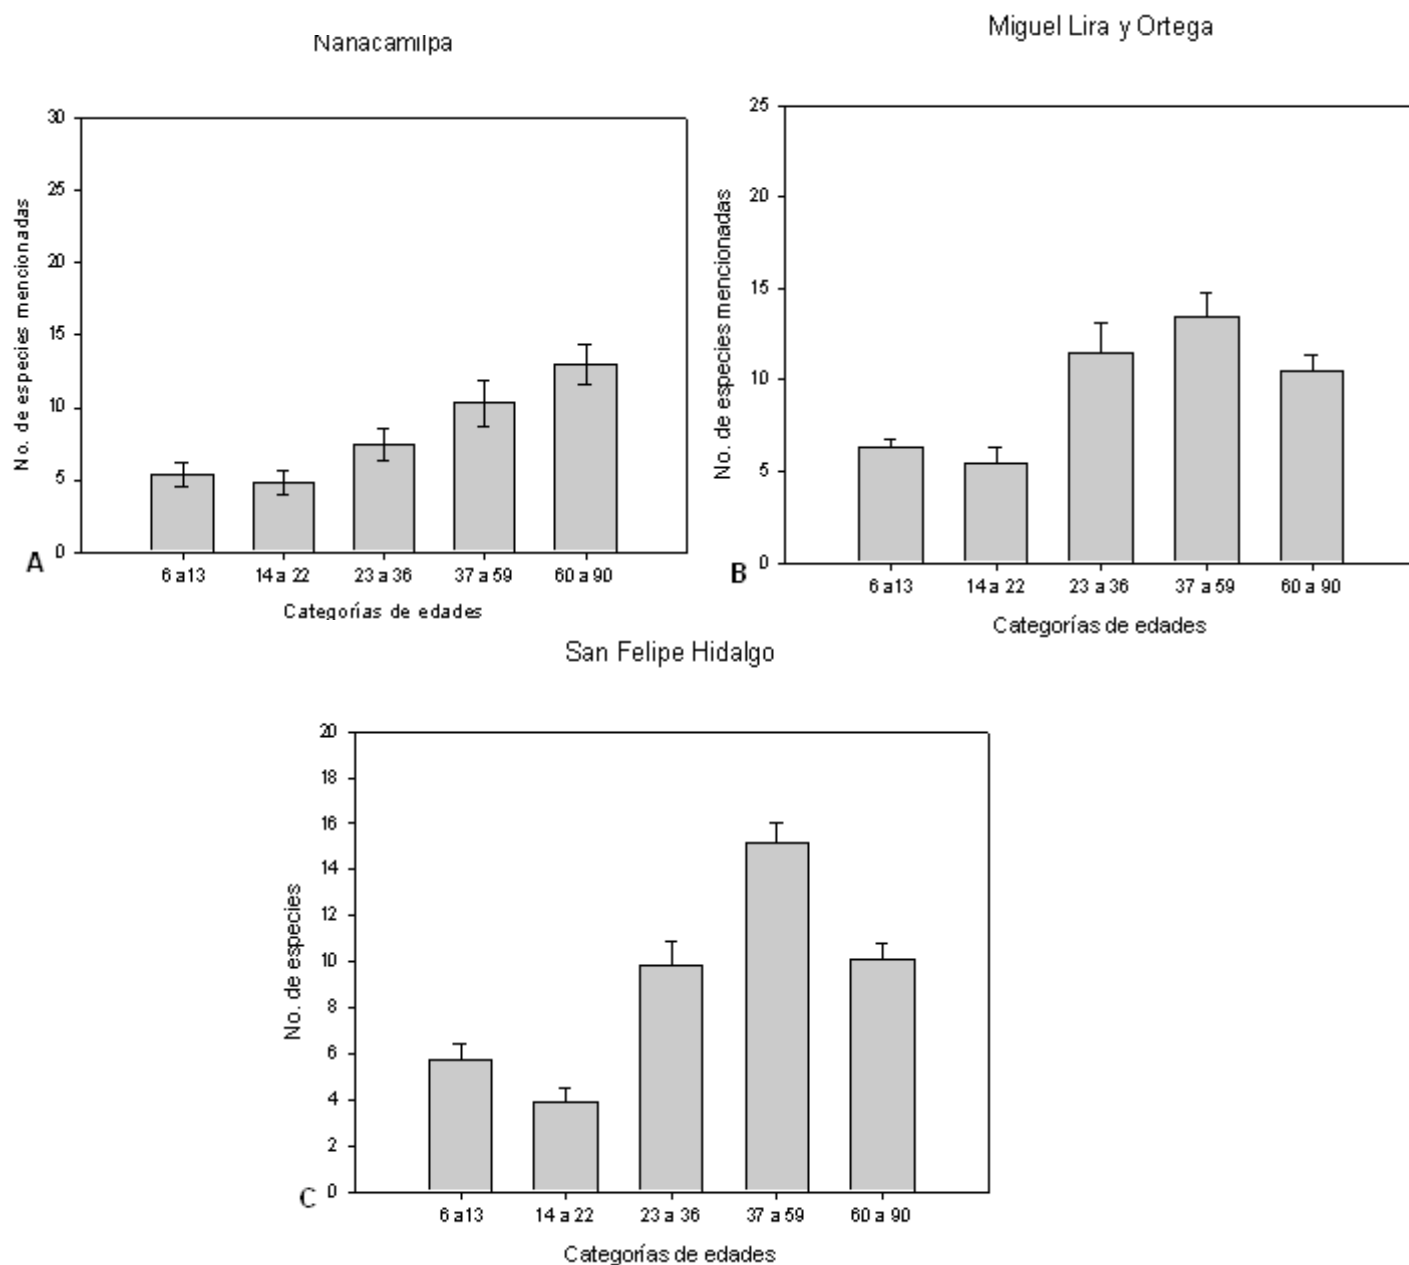 Nanacamilpa
Miguel Lira y Ortega
No. de especies mencionadas
30
25
20
15
10
5
0
A
6 a13 14 a 22 23 a 36 37 a 59 60 a 90
Categorías de edades
No. de especies mencionadas
25
20
15
10
5
0
B
6 a13 14 a 22 23 a 36 37 a 59 60 a 90
Categorías de edades
San Felipe Hidalgo
No. de especies
20
18
16
14
12
10
8
6
4
2
0
C
6 a13 14 a 22 23 a 36 37 a 59 60 a 90
Categorías de edades